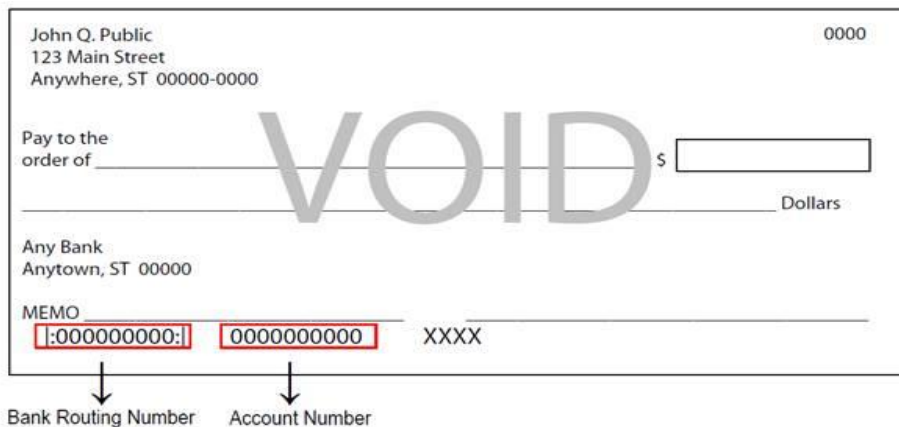 John Q. Public 0000
123 Main Street
Anywhere, ST 00000-0000
VOID
Pay to the
order of $
Dollars
Any Bank
Anytown, ST 00000
MEMO
|:000000000:| 0000000000 XXXX
Bank Routing Number Account Number